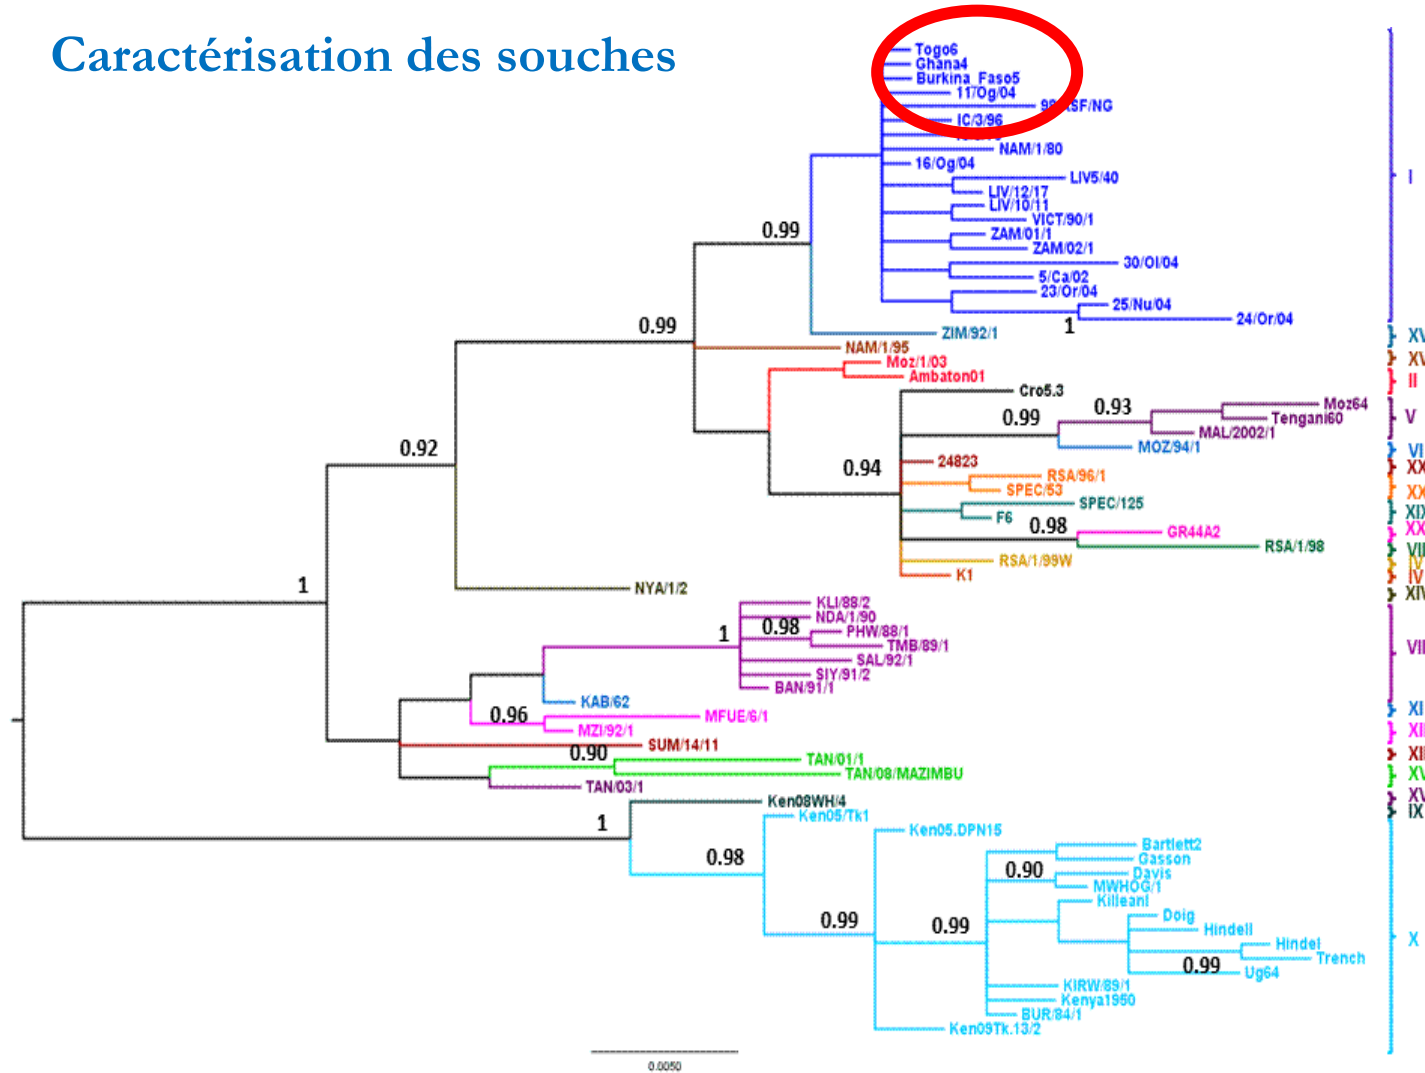 Caractérisation des souches
Togo6
Ghana4
Burkina_Faso5
11/Og/04
IC/3/96
NAM/1/80
16/Og/04
LIV5/40
I
LIV/12/17
LIV/10/11
VICT/90/1
0.99
ZAM/01/1
ZAM/02/1
30/Ol/04
5/Ca/02
23/Or/04
25/Nu/04
24/Or/04
0.99
1
ZIM/92/1
NAM/1/95
Moz/1/03
Ambaton01
II
Cro5.3
Moz64
0.99
0.93
Tengani60
V
MAL/2002/1
0.92
MOZ/94/1
VI
24823
0.94
RSA/96/1
SPEC/53
SPEC/125
F6
0.98
GR44A2
RSA/1/98
RSA/1/99W
K1
IV
1
NYA/1/2
KLI/88/2
NDA/1/90
1
0.98
PHW/88/1
TMB/89/1
SAL/92/1
SIY/91/2
BAN/91/1
KAB/62
0.96
MFUE/6/1
MZI/92/1
SUM/14/11
0.90
TAN/01/1
TAN/08/MAZIMBU
TAN/03/1
Ken08WH/4
IX
1
Ken05/Tk1
Ken05.DPN15
Bartlett2
0.98
Gasson
0.90
Davis
MWHOG/1
Killeanl
0.99
0.99
Doig
Hindell
X
Hindel
Trench
0.99
Ug64
KIRW/89/1
Kenya1950
BUR/84/1
Ken09Tk.13/2
0.0050